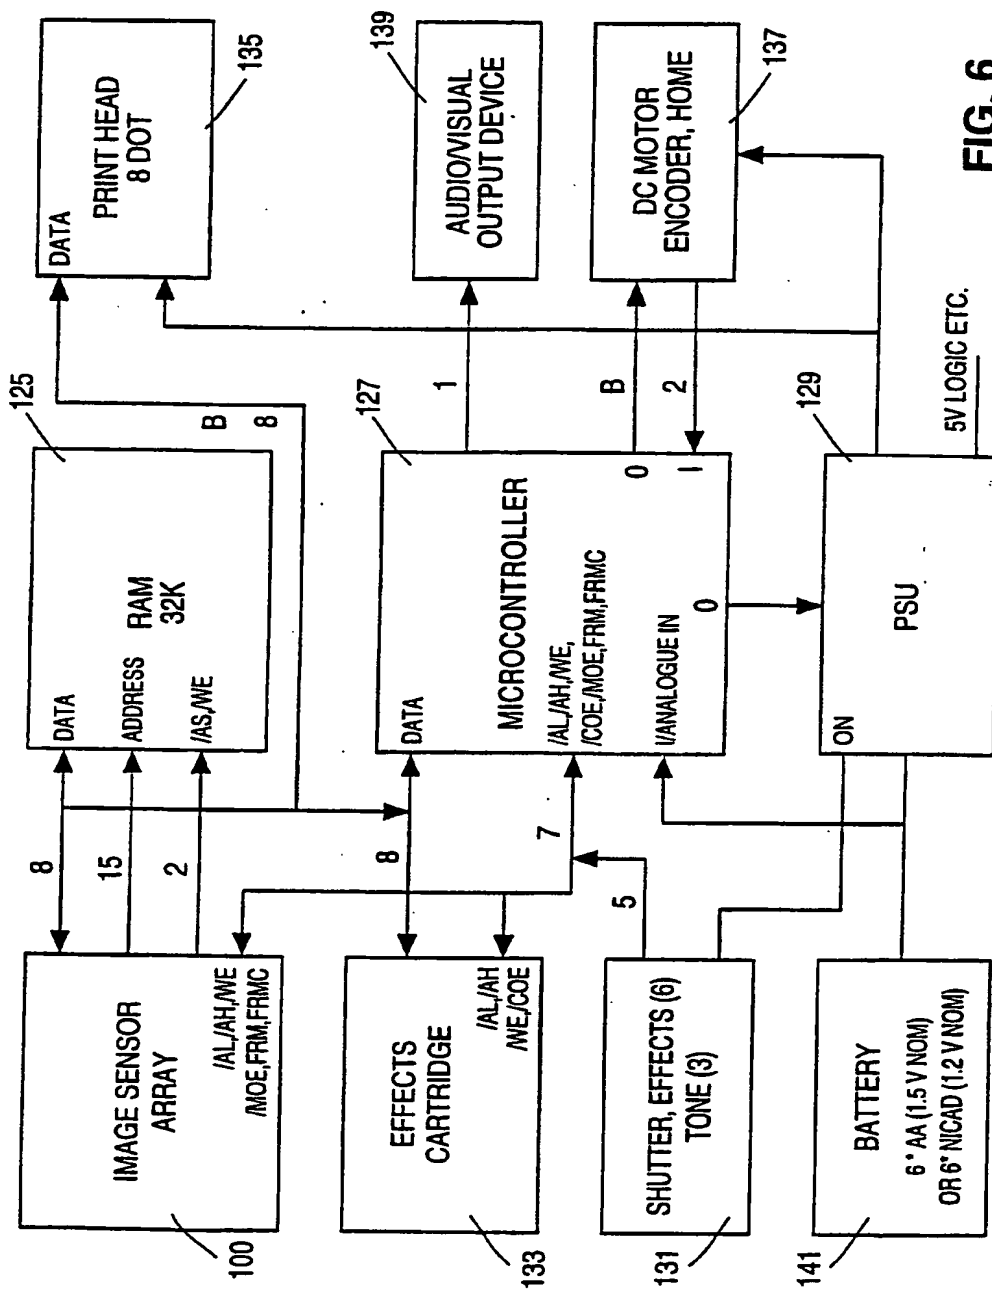 IMAGE SENSOR
ARRAY
/AL,/AH,/WE
/MOE,FRM,FRMC
100
8
15
2
RAM
32K
DATA
ADDRESS
/AS,/WE
125
B
8
PRINT HEAD
8 DOT
DATA
135
EFFECTS
CARTRIDGE
/AL,/AH
/WE,/COE
133
8
7
5
MICROCONTROLLER
DATA
/AL,/AH,/WE,
/COE,/MOE,FRM,FRMC
I/ANALOGUE IN
O
I
O
127
1
B
2
AUDIO/VISUAL
OUTPUT DEVICE
139
DC MOTOR
ENCODER, HOME
137
SHUTTER, EFFECTS (6)
TONE (3)
131
BATTERY
6* AA (1.5 V NOM)
OR 6* NICAD (1.2 V NOM)
141
PSU
ON
129
5V LOGIC ETC.
FIG. 6